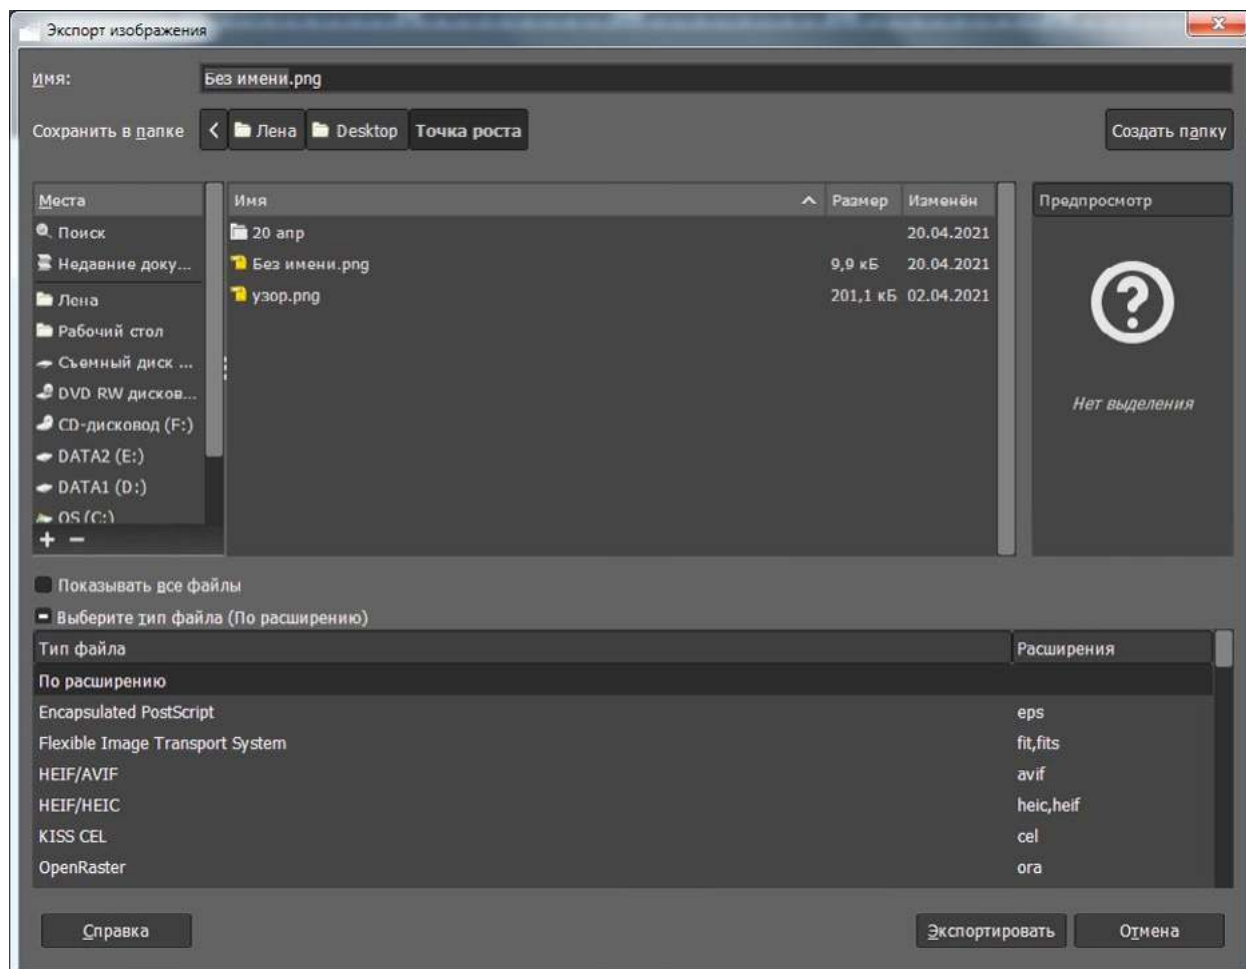 Экспорт изображения
Имя: Без имени.png
Сохранить в папке < Лена Desktop Точка роста Создать папку
Места Имя Размер Изменён Предпросмотр
Поиск 20 апр 20.04.2021
Недавние доку... Без имени.png 9,9 кБ 20.04.2021
Лена узор.png 201,1 кБ 02.04.2021
Рабочий стол
Съемный диск ...
DVD RW дисков... Нет выделения
CD-дисковод (F:)
DATA2 (E:)
DATA1 (D:)
OS (C:)
+ −
Показывать все файлы
Выберите тип файла (По расширению)
Тип файла Расширения
По расширению
Encapsulated PostScript eps
Flexible Image Transport System fit,fits
HEIF/AVIF avif
HEIF/HEIC heic,heif
KISS CEL cel
OpenRaster ora
Справка Экспортировать Отмена